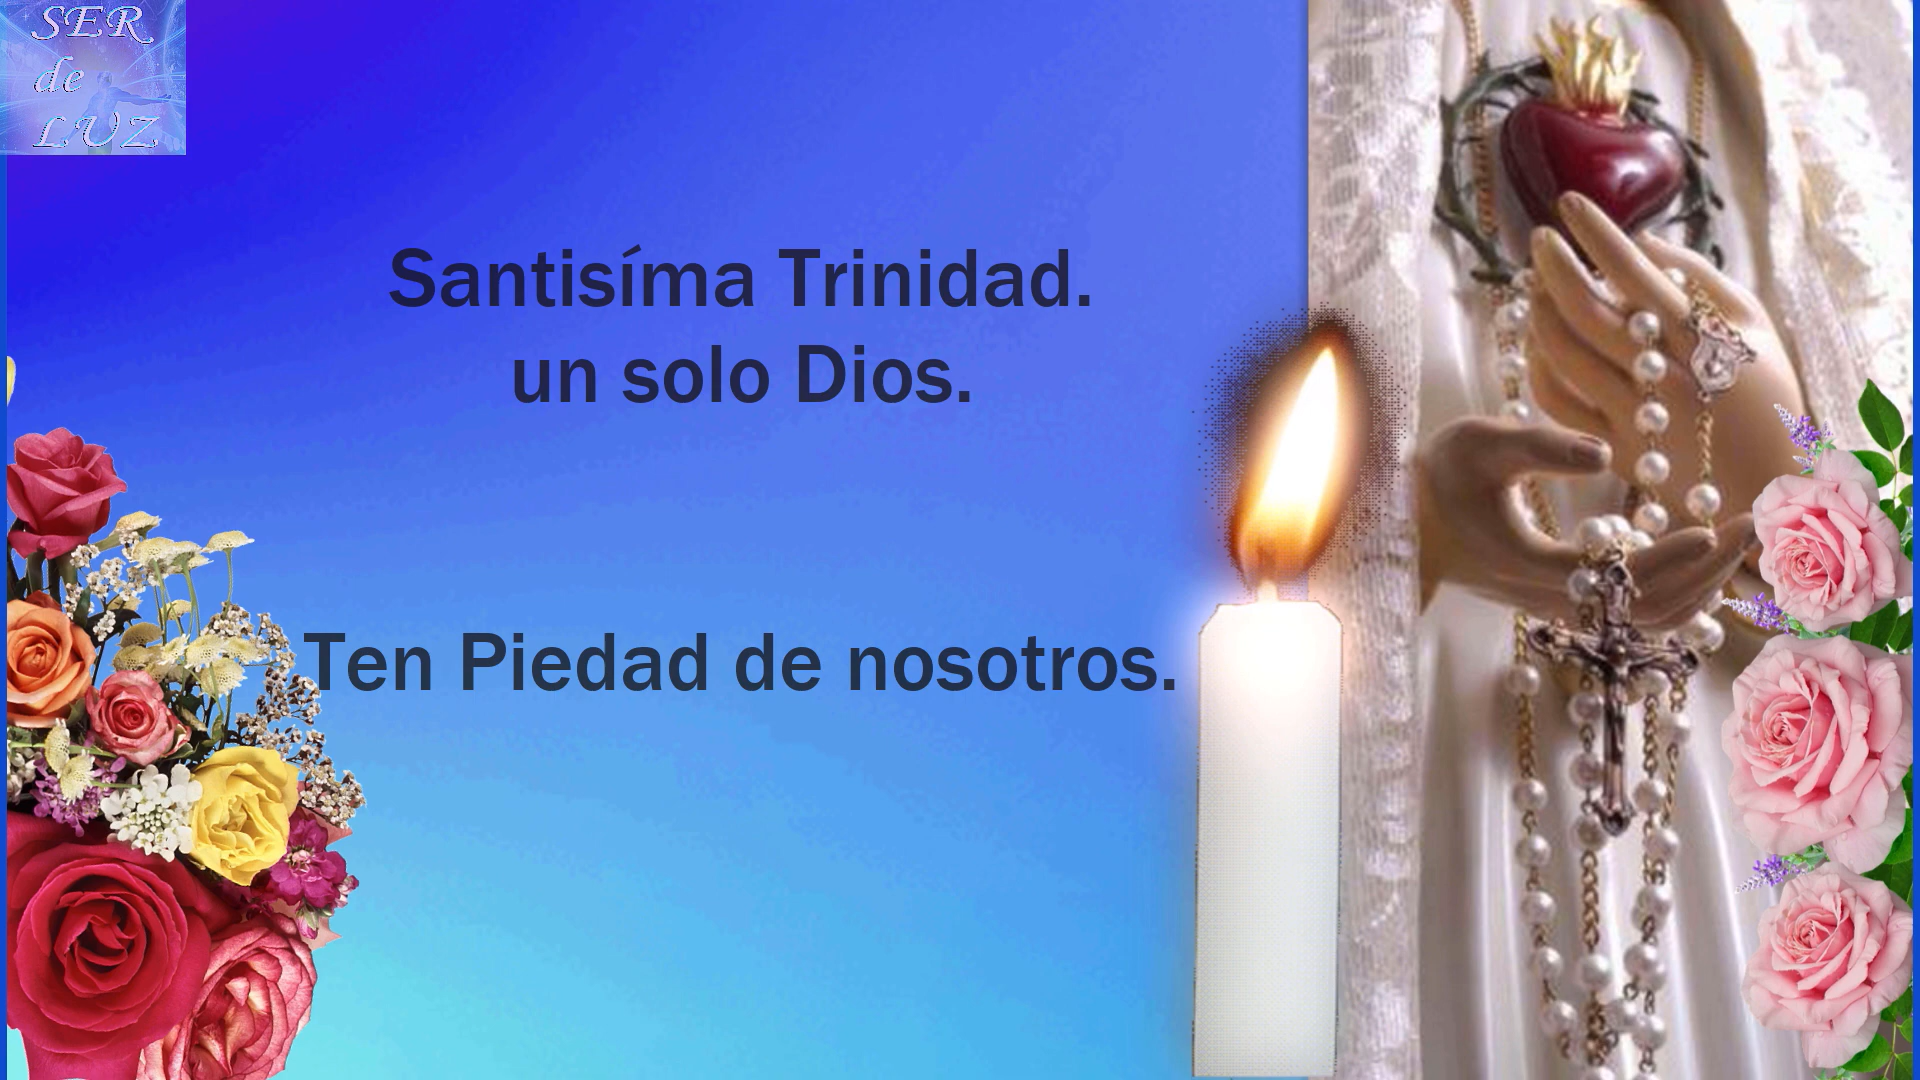 SER
de
LUZ
Santisíma Trinidad.
un solo Dios.
Ten Piedad de nosotros.